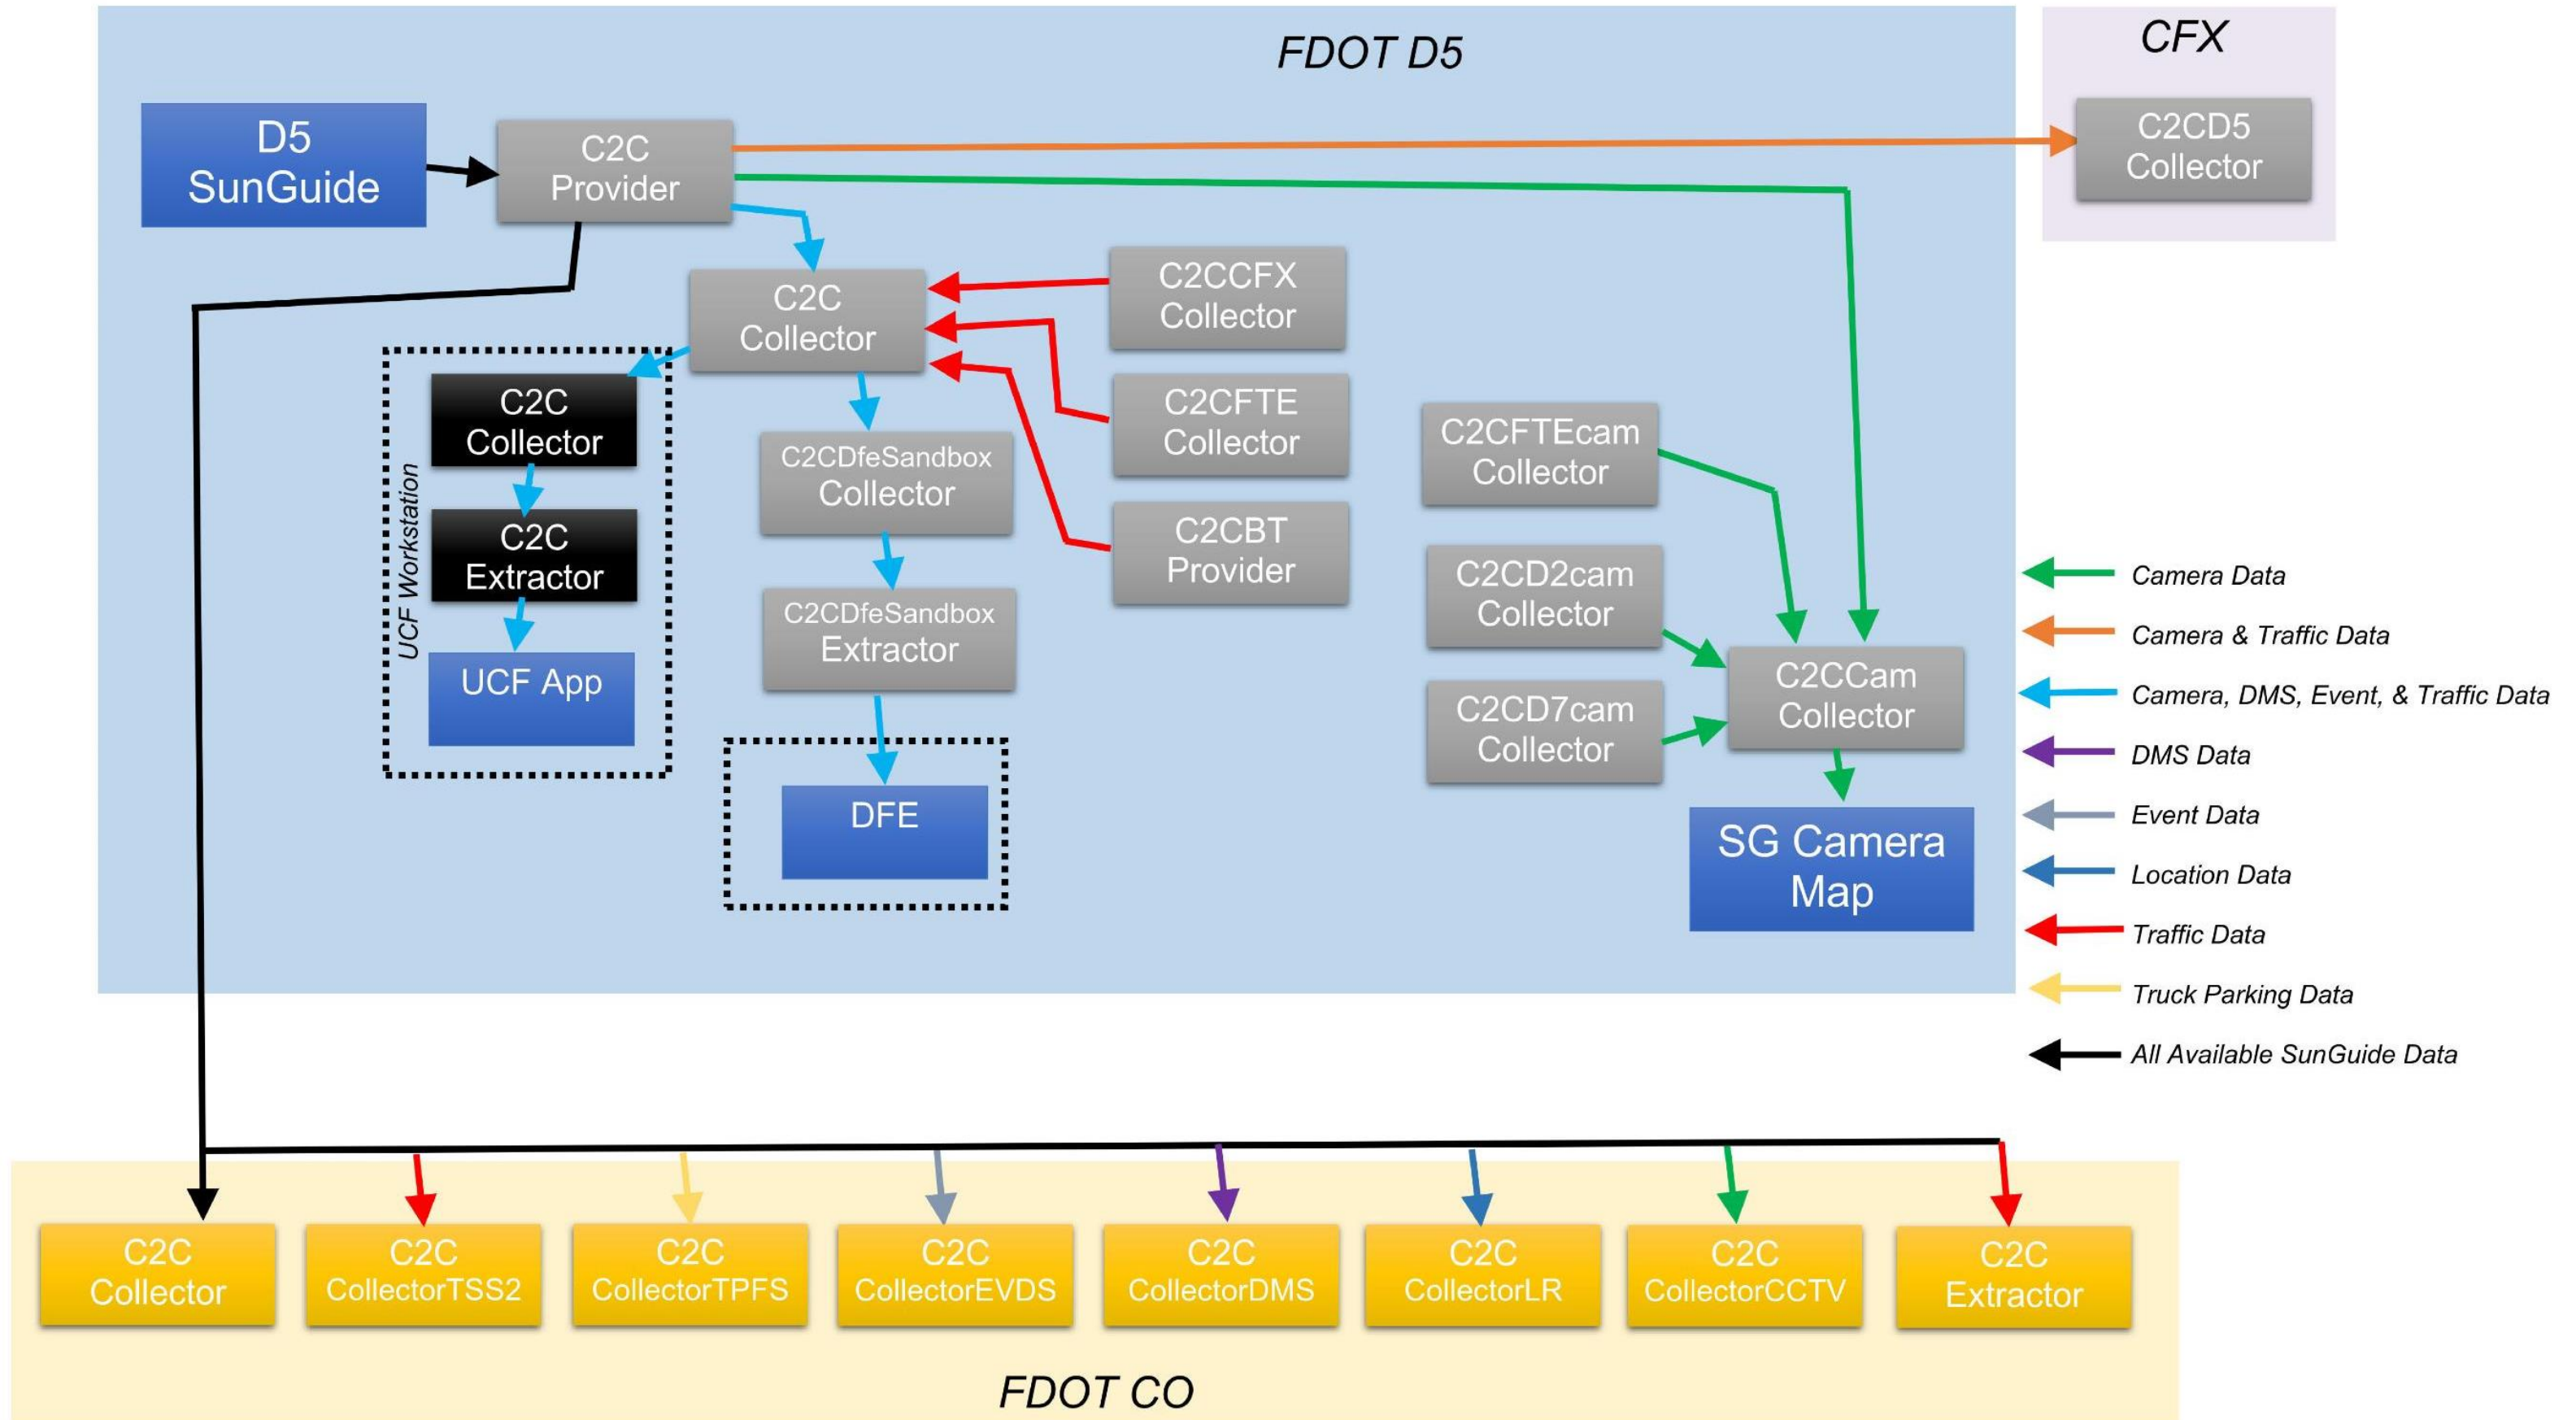 FDOT D5
CFX
D5
SunGuide
C2C
Provider
C2CD5
Collector
C2C
Collector
C2CCFX
Collector
C2CFTE
Collector
C2CBT
Provider
UCF Workstation
C2C
Collector
C2C
Extractor
UCF App
C2CDfeSandbox
Collector
C2CDfeSandbox
Extractor
DFE
C2CFTEcam
Collector
C2CD2cam
Collector
C2CD7cam
Collector
C2CCam
Collector
SG Camera
Map
Camera Data
Camera & Traffic Data
Camera, DMS, Event, & Traffic Data
DMS Data
Event Data
Location Data
Traffic Data
Truck Parking Data
All Available SunGuide Data
C2C
Collector
C2C
CollectorTSS2
C2C
CollectorTPFS
C2C
CollectorEVDS
C2C
CollectorDMS
C2C
CollectorLR
C2C
CollectorCCTV
C2C
Extractor
FDOT CO